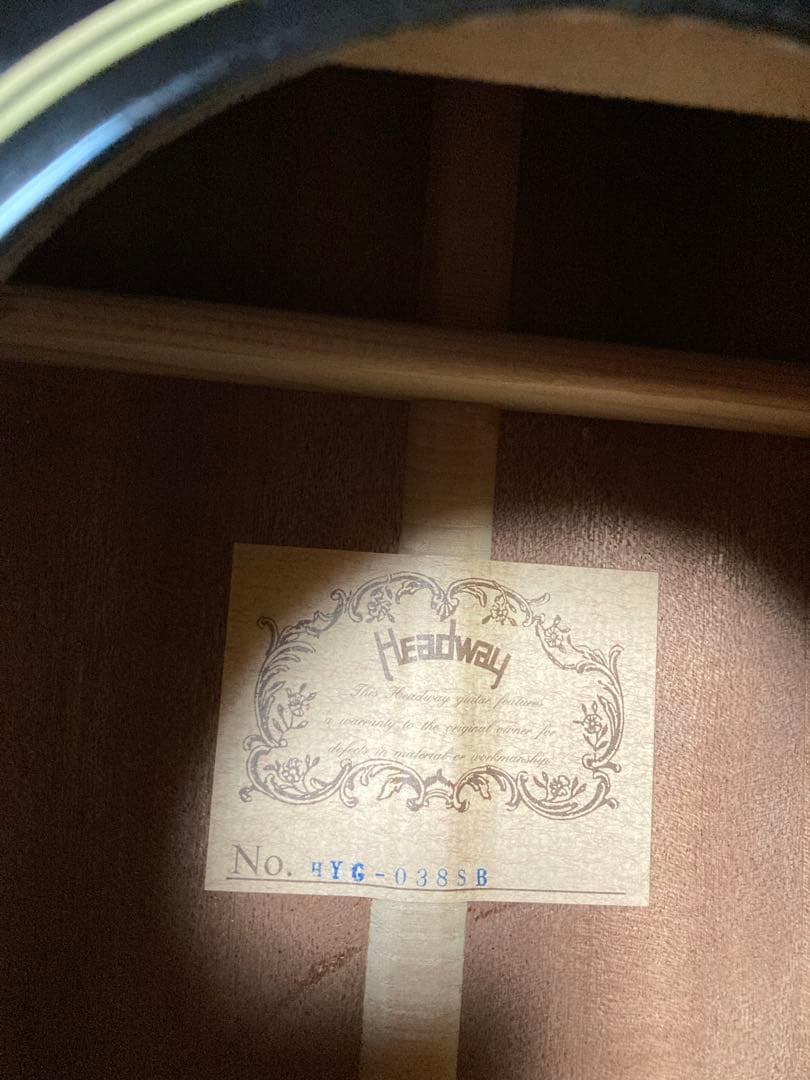 Headway
This Headway guitar features
a warranty to the original owner for
defects in material or workmanship.
No. HYG-038SB